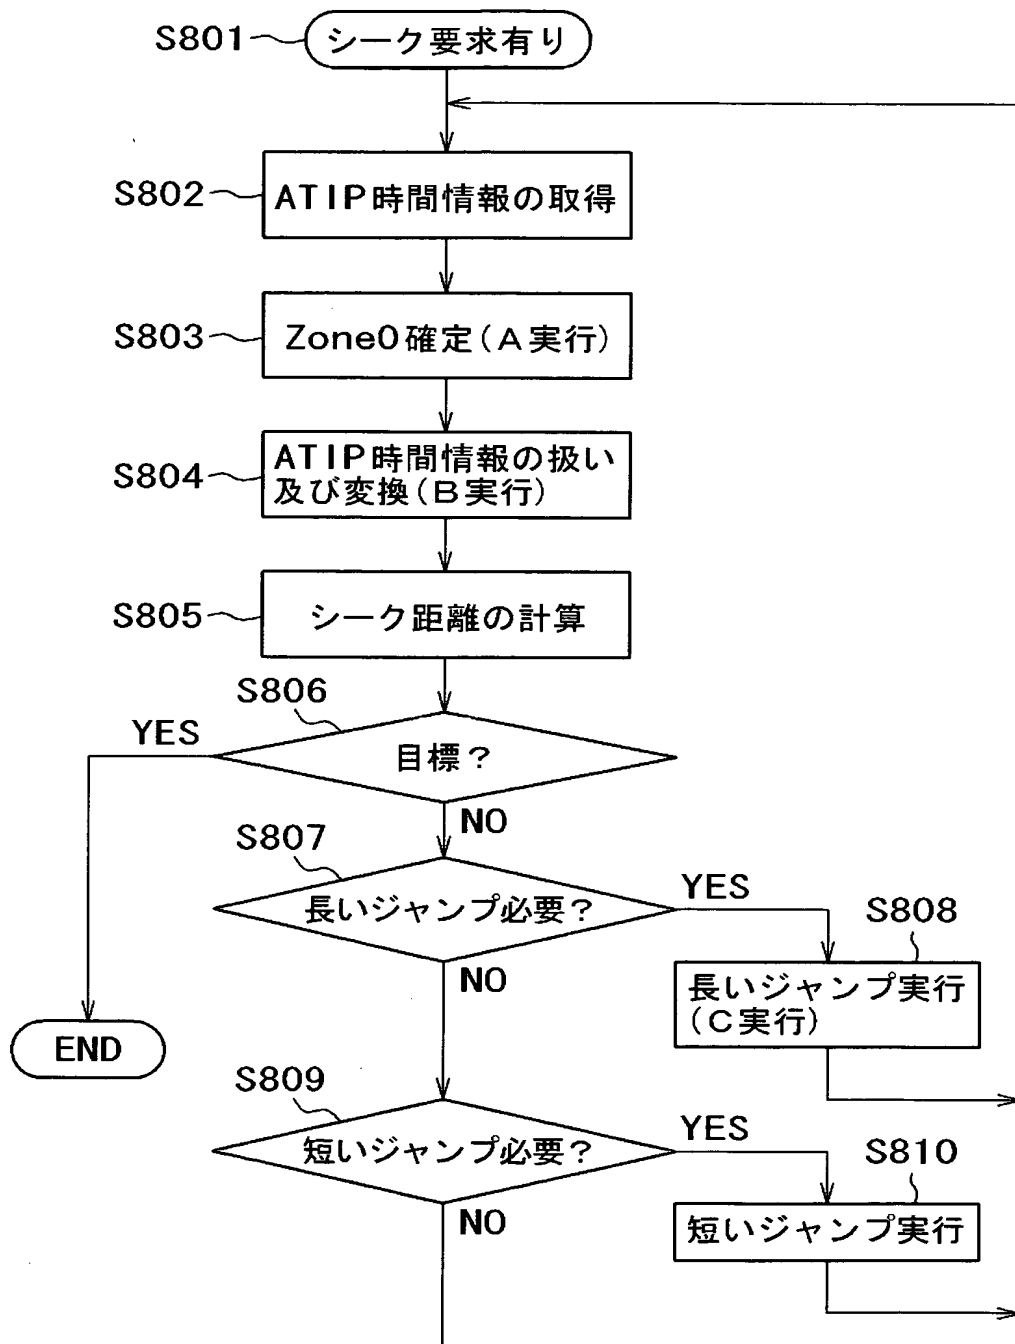 S801
シーク要求有り
S802
ATIP時間情報の取得
S803
Zone0確定(A実行)
S804
ATIP時間情報の扱い
及び変換(B実行)
S805
シーク距離の計算
S806
YES
目標?
NO
S807
長いジャンプ必要?
YES
S808
長いジャンプ実行
(C実行)
NO
END
S809
短いジャンプ必要?
YES
S810
短いジャンプ実行
NO